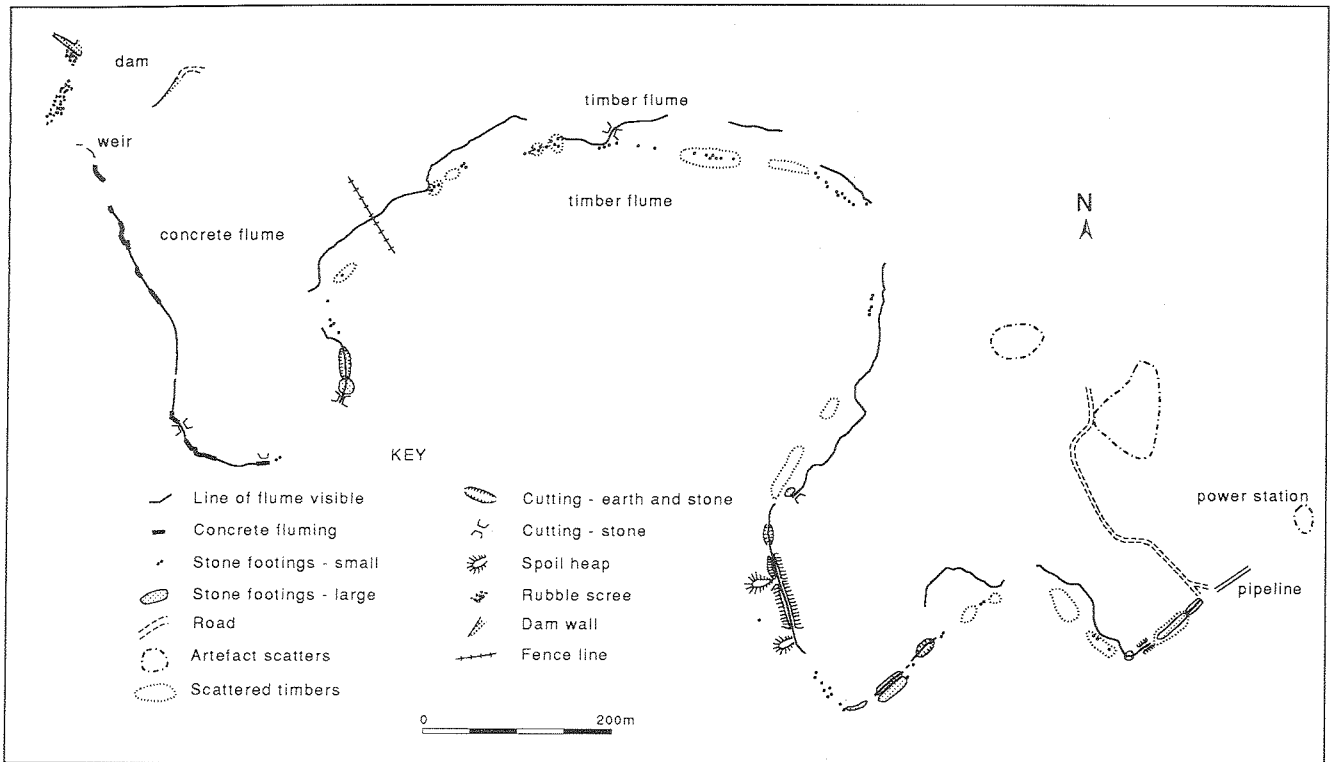 dam
timber flume
weir
timber flume
N
concrete flume
KEY
Line of flume visible
Concrete fluming
Stone footings - small
Stone footings - large
Road
Artefact scatters
Scattered timbers
Cutting - earth and stone
Cutting - stone
Spoil heap
Rubble scree
Dam wall
Fence line
power station
pipeline
0 200m